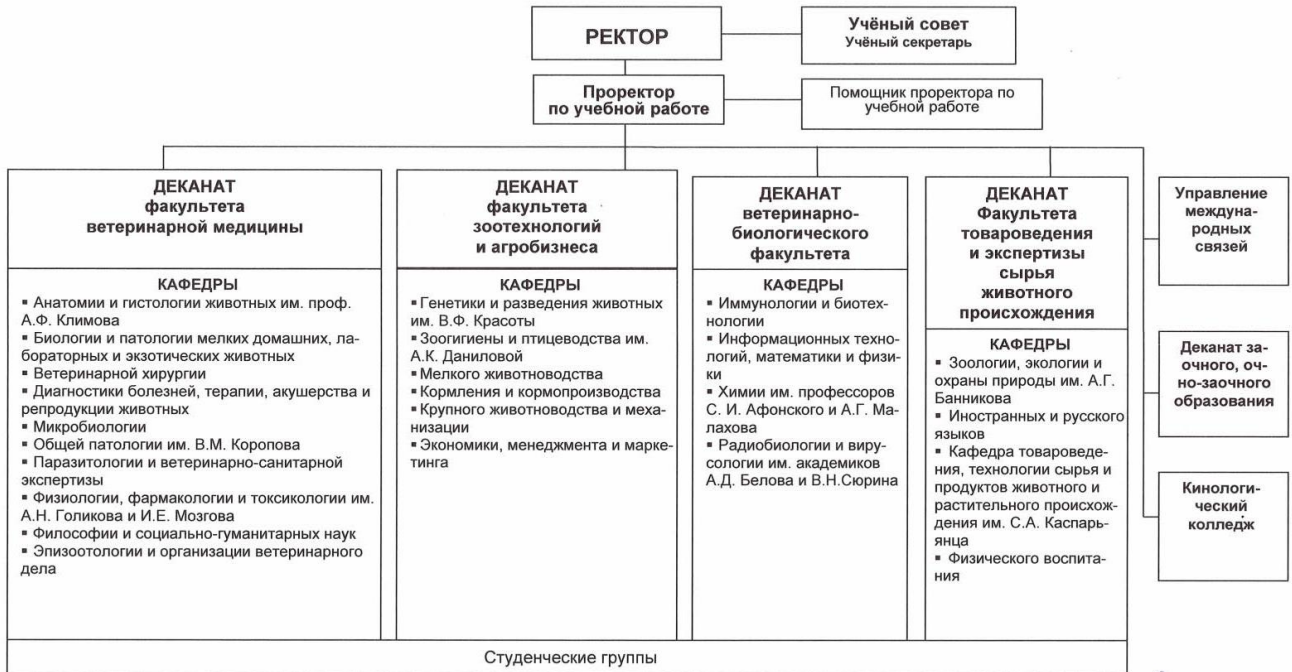 РЕКТОР
Учёный совет
Учёный секретарь
Проректор
по учебной работе
Помощник проректора по
учебной работе
ДЕКАНАТ
факультета
ветеринарной медицины
КАФЕДРЫ
▪ Анатомии и гистологии животных им. проф.
А.Ф. Климова
▪ Биологии и патологии мелких домашних, ла-
бораторных и экзотических животных
▪ Ветеринарной хирургии
▪ Диагностики болезней, терапии, акушерства и
репродукции животных
▪ Микробиологии
▪ Общей патологии им. В.М. Коропова
▪ Паразитологии и ветеринарно-санитарной
экспертизы
▪ Физиологии, фармакологии и токсикологии им.
А.Н. Голикова и И.Е. Мозгова
▪ Философии и социально-гуманитарных наук
▪ Эпизоотологии и организации ветеринарного
дела
ДЕКАНАТ
факультета
зоотехнологий
и агробизнеса
КАФЕДРЫ
▪ Генетики и разведения животных
им. В.Ф. Красоты
▪ Зоогигиены и птицеводства им.
А.К. Даниловой
▪ Мелкого животноводства
▪ Кормления и кормопроизводства
▪ Крупного животноводства и меха-
низации
▪ Экономики, менеджмента и марке-
тинга
ДЕКАНАТ
ветеринарно-
биологического
факультета
КАФЕДРЫ
▪ Иммунологии и биотех-
нологии
▪ Информационных техно-
логий, математики и физи-
ки
▪ Химии им. профессоров
С. И. Афонского и А.Г. Ма-
лахова
▪ Радиобологии и виру-
сологии им. академиков
А.Д. Белова и В.Н.Сюрина
ДЕКАНАТ
Факультета
товароведения
и экспертизы
сырья
животного
происхождения
КАФЕДРЫ
▪ Зоологии, экологии и
охраны природы им. А.Г.
Банникова
▪ Иностранных и русского
языков
▪ Кафедра товароведе-
ния, технологии сырья и
продуктов животного и
растительного происхож-
дения им. С.А. Каспарь-
янца
▪ Физического воспита-
ния
Управление
междуна-
родных
связей
Деканат за-
очного, оч-
но-заочного
образования
Кинологи-
ческий
колледж
Студенческие группы